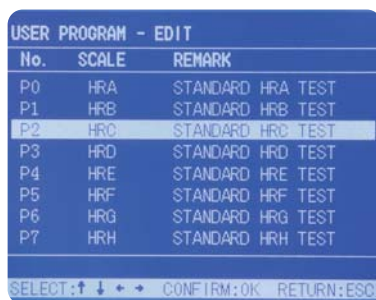 USER PROGRAM - EDIT
No. SCALE REMARK
P0 HRA STANDARD HRA TEST
P1 HRB STANDARD HRB TEST
P2 HRC STANDARD HRC TEST
P3 HRD STANDARD HRD TEST
P4 HRE STANDARD HRE TEST
P5 HRF STANDARD HRF TEST
P6 HRG STANDARD HRG TEST
P7 HRH STANDARD HRH TEST
SELECT:↑ ↓ ← → CONFIRM:OK RETURN:ESC